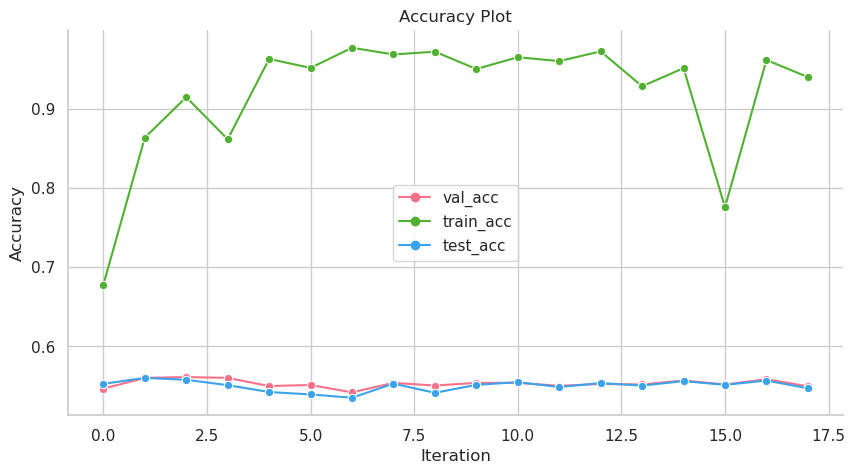 Accuracy Plot
Accuracy
0.9
0.8
0.7
0.6
val_acc
train_acc
test_acc
0.0 2.5 5.0 7.5 10.0 12.5 15.0 17.5
Iteration